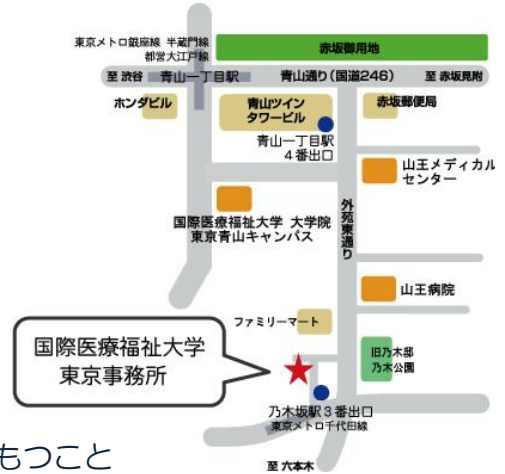 東京メトロ銀座線 半蔵門線
都営大江戸線
赤坂御用地
至 渋谷
青山一丁目駅
青山通り(国道246)
至 赤坂見附
ホンダビル
青山ツイン
タワービル
赤坂郵便局
青山一丁目駅
4番出口
山王メディカル
センター
国際医療福祉大学 大学院
東京青山キャンパス
外苑東通り
山王病院
ファミリーマート
国際医療福祉大学
東京事務所
旧乃木邸
乃木公園
乃木坂駅3番出口
東京メトロ千代田線
もつこと
至 六本木